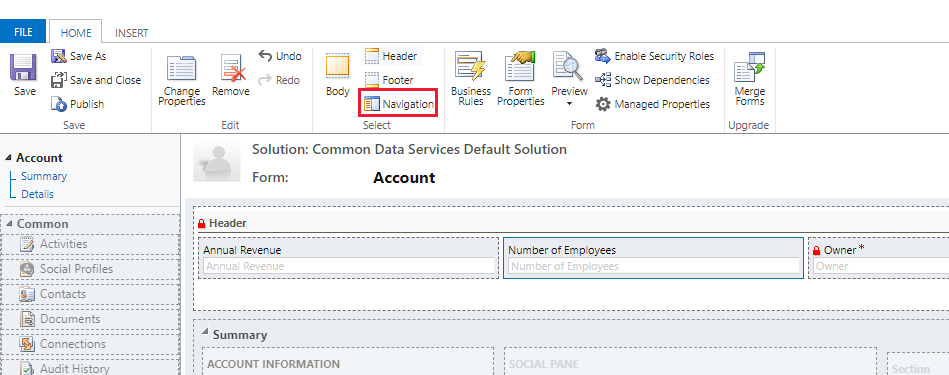 FILE HOME INSERT
Save
Save As
Save and Close
Publish
Save
Change Properties
Remove
Undo
Redo
Edit
Body
Header
Footer
Navigation
Select
Business Rules
Form Properties
Preview
Enable Security Roles
Show Dependencies
Managed Properties
Form
Merge Forms
Upgrade
Account
Summary
Details
Common
Activities
Social Profiles
Contacts
Documents
Connections
Audit History
Solution: Common Data Services Default Solution
Form: Account
Header
Annual Revenue
Annual Revenue
Number of Employees
Number of Employees
Owner *
Owner
Summary
ACCOUNT INFORMATION
SOCIAL PANE
Section